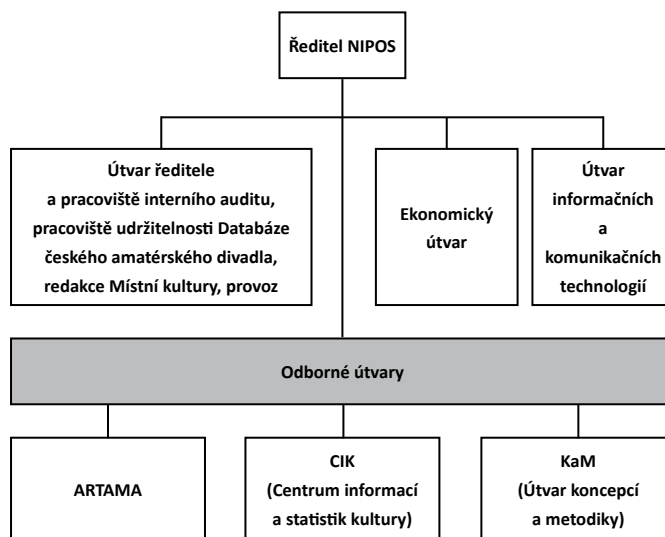 Ředitel NIPOS
Útvar ředitele
a pracoviště interního auditu,
pracoviště udržitelnosti Databáze
českého amatérského divadla,
redakce Místní kultury, provoz
Ekonomický
útvar
Útvar
informačních
a
komunikačních
technologií
Odborné útvary
ARTAMA
CIK
(Centrum informací
a statistik kultury)
KaM
(Útvar koncepcí
a metodiky)